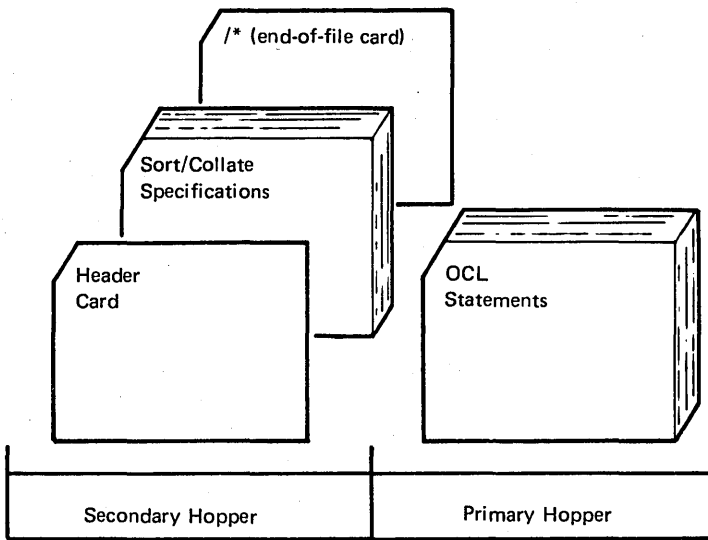 /* (end-of-file card)
Sort/Collate
Specifications
Header
Card
OCL
Statements
Secondary Hopper
Primary Hopper